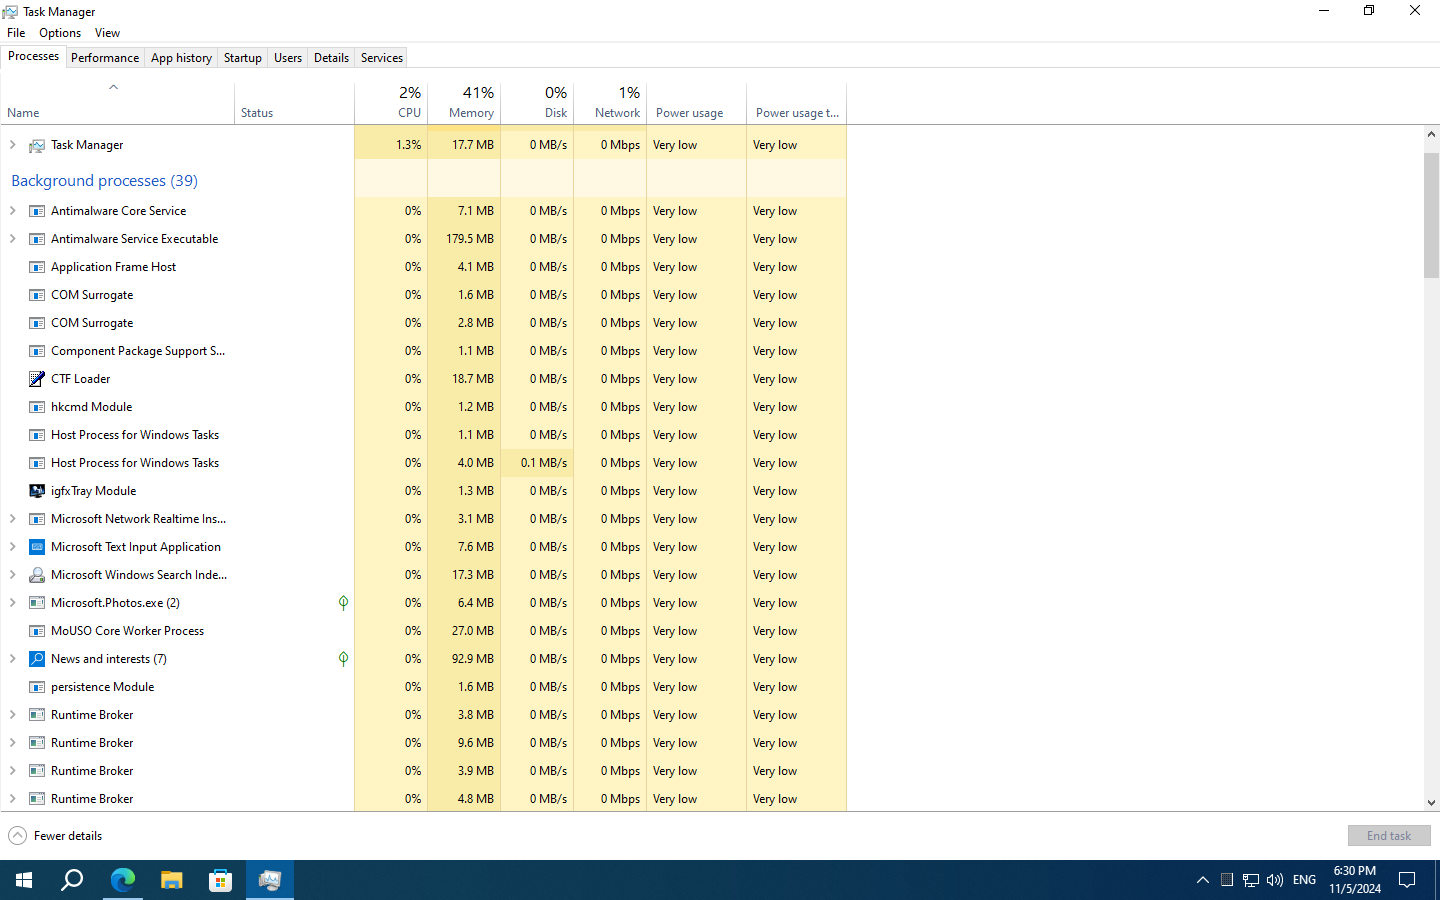 Task Manager
File Options View
Processes Performance App history Startup Users Details Services
2% 41% 0% 1%
Name Status CPU Memory Disk Network Power usage Power usage t...
Task Manager 1.3% 17.7 MB 0 MB/s 0 Mbps Very low Very low
Background processes (39)
Antimalware Core Service 0% 7.1 MB 0 MB/s 0 Mbps Very low Very low
Antimalware Service Executable 0% 179.5 MB 0 MB/s 0 Mbps Very low Very low
Application Frame Host 0% 4.1 MB 0 MB/s 0 Mbps Very low Very low
COM Surrogate 0% 1.6 MB 0 MB/s 0 Mbps Very low Very low
COM Surrogate 0% 2.8 MB 0 MB/s 0 Mbps Very low Very low
Component Package Support S... 0% 1.1 MB 0 MB/s 0 Mbps Very low Very low
CTF Loader 0% 18.7 MB 0 MB/s 0 Mbps Very low Very low
hkcmd Module 0% 1.2 MB 0 MB/s 0 Mbps Very low Very low
Host Process for Windows Tasks 0% 1.1 MB 0 MB/s 0 Mbps Very low Very low
Host Process for Windows Tasks 0% 4.0 MB 0.1 MB/s 0 Mbps Very low Very low
igfxTray Module 0% 1.3 MB 0 MB/s 0 Mbps Very low Very low
Microsoft Network Realtime Ins... 0% 3.1 MB 0 MB/s 0 Mbps Very low Very low
Microsoft Text Input Application 0% 7.6 MB 0 MB/s 0 Mbps Very low Very low
Microsoft Windows Search Inde... 0% 17.3 MB 0 MB/s 0 Mbps Very low Very low
Microsoft.Photos.exe (2) 0% 6.4 MB 0 MB/s 0 Mbps Very low Very low
MoUSO Core Worker Process 0% 27.0 MB 0 MB/s 0 Mbps Very low Very low
News and interests (7) 0% 92.9 MB 0 MB/s 0 Mbps Very low Very low
persistence Module 0% 1.6 MB 0 MB/s 0 Mbps Very low Very low
Runtime Broker 0% 3.8 MB 0 MB/s 0 Mbps Very low Very low
Runtime Broker 0% 9.6 MB 0 MB/s 0 Mbps Very low Very low
Runtime Broker 0% 3.9 MB 0 MB/s 0 Mbps Very low Very low
Runtime Broker 0% 4.8 MB 0 MB/s 0 Mbps Very low Very low
Fewer details End task
ENG 6:30 PM
11/5/2024